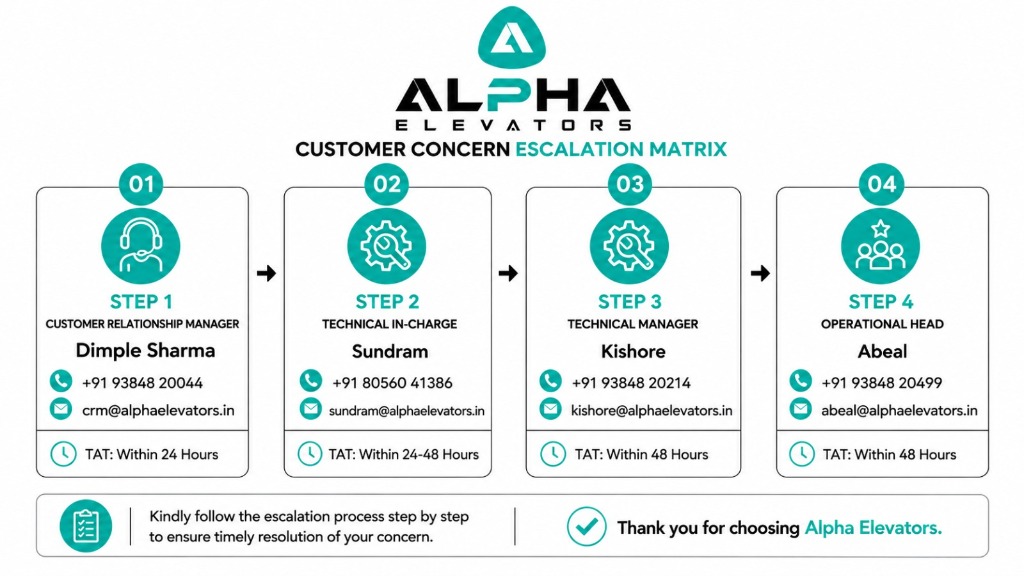 ALPHA
ELEVATORS
CUSTOMER CONCERN ESCALATION MATRIX
01
STEP 1
CUSTOMER RELATIONSHIP MANAGER
Dimple Sharma
+91 93848 20044
crm@alphaelevators.in
TAT: Within 24 Hours
02
STEP 2
TECHNICAL IN-CHARGE
Sundram
+91 80560 41386
sundram@alphaelevators.in
TAT: Within 24-48 Hours
03
STEP 3
TECHNICAL MANAGER
Kishore
+91 93848 20214
kishore@alphaelevators.in
TAT: Within 48 Hours
04
STEP 4
OPERATIONAL HEAD
Abeal
+91 93848 20499
abeal@alphaelevators.in
TAT: Within 48 Hours
Kindly follow the escalation process step by step
to ensure timely resolution of your concern.
Thank you for choosing Alpha Elevators.